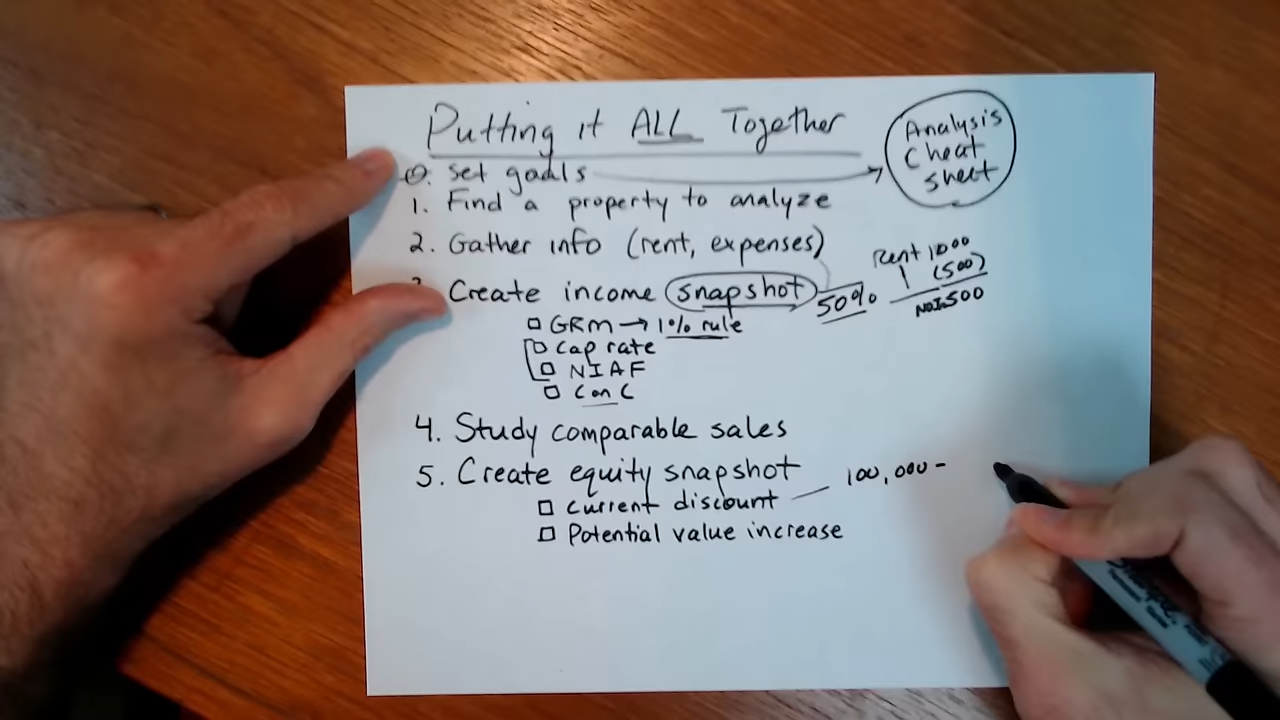 Putting it ALL Together
Analysis
Cheat
Sheet
0. Set goals
1. Find a property to analyze
2. Gather info (rent, expenses)
Create income snapshot
50%
Rent 1000
(500)
NOI 500
GRM → 1% rule
Cap rate
NIAF
C on C
4. Study comparable sales
5. Create equity snapshot
Current discount
100,000 -
Potential value increase
Sharpie